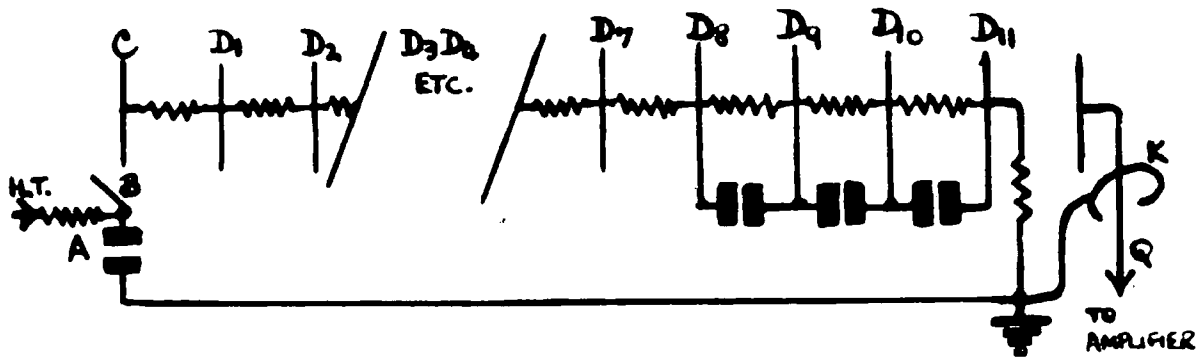 C
D1
D2
D3 D4
ETC.
D7
D8
D9
D10
D11
H.T.
B
A
K
Q
TO
AMPLIFIER